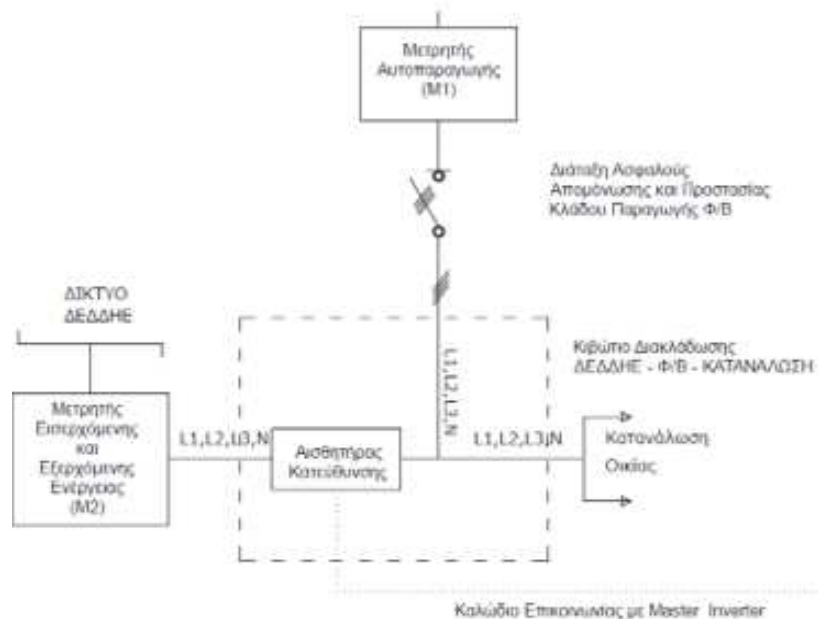 Μετρητής
Αυτοπαραγωγής
(Μ1)
Διάταξη Ασφαλούς
Απομόνωσης και Προστασίας
Κλάδου Παραγωγής Φ/Β
ΔΙΚΤΥΟ
ΔΕΔΔΗΕ
Κιβώτιο Διακλάδωσης
ΔΕΔΔΗΕ - Φ/Β - ΚΑΤΑΝΑΛΩΣΗ
L1,L2,L3,N
Μετρητής
Εισερχόμενης
και
Εξερχόμενης
Ενέργειας
(Μ2)
L1,L2,L3,N
Αισθητήρας
Κατεύθυνσης
L1,L2,L3,N
Κατανάλωση
Οικίας
Καλώδιο Επικοινωνίας με Master Inverter